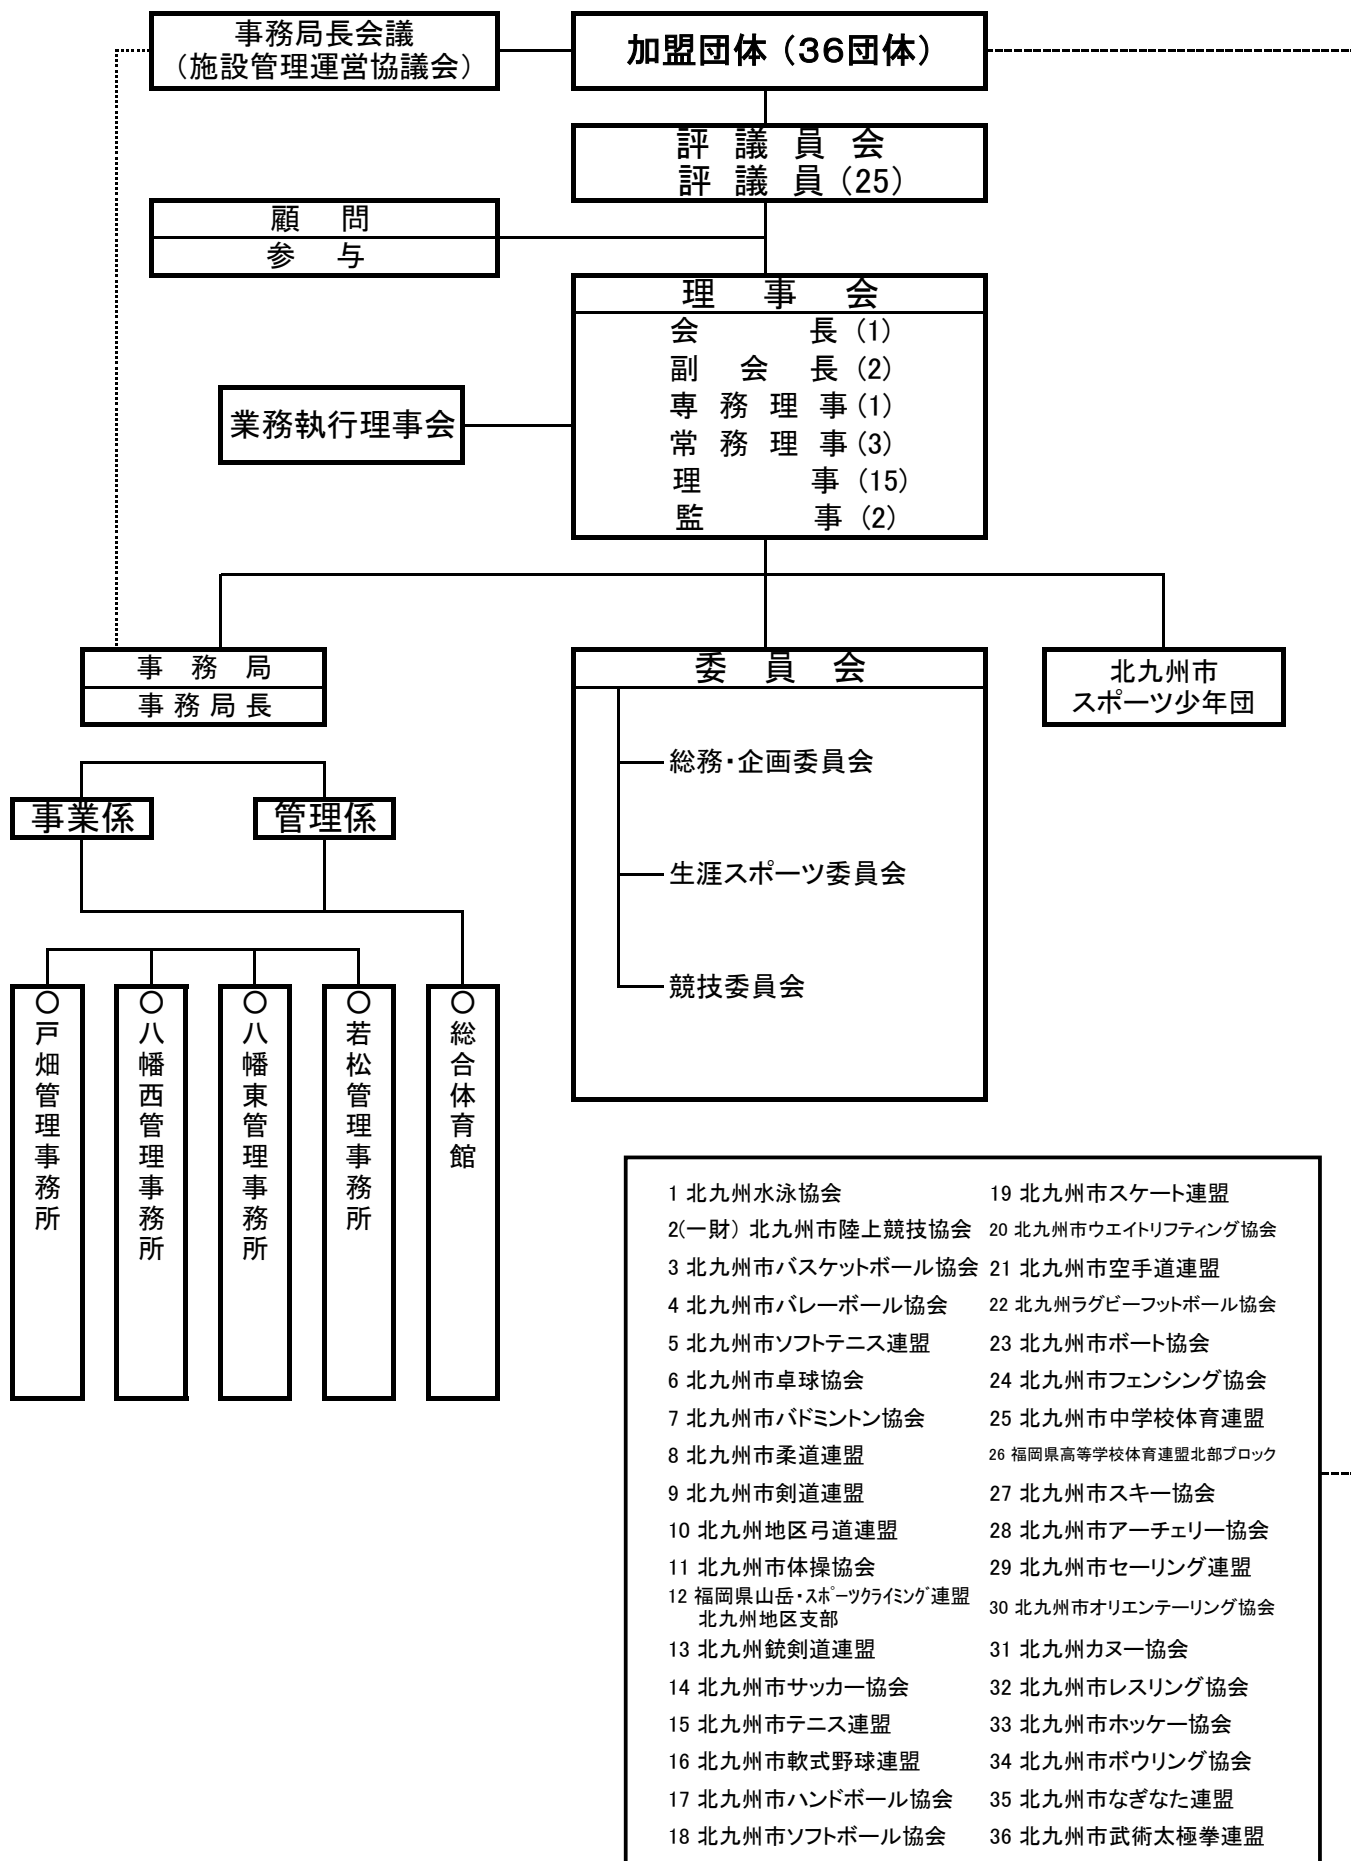 事務局長会議
（施設管理運営協議会）
加盟団体（36団体）
評議員会
評議員（25）
顧問
参与
理事会
会長（1）
副会長（2）
専務理事（1）
常務理事（3）
理事（15）
監事（2）
業務執行理事会
事務局
事務局長
委員会
総務・企画委員会
生涯スポーツ委員会
競技委員会
北九州市
スポーツ少年団
事業係
管理係
○戸畑管理事務所
○八幡西管理事務所
○八幡東管理事務所
○若松管理事務所
○総合体育館
1 北九州水泳協会
2(一財）北九州市陸上競技協会
3 北九州市バスケットボール協会
4 北九州市バレーボール協会
5 北九州市ソフトテニス連盟
6 北九州市卓球協会
7 北九州市バドミントン協会
8 北九州市柔道連盟
9 北九州市剣道連盟
10 北九州地区弓道連盟
11 北九州市体操協会
12 福岡県山岳・スポーツクライミング連盟
北九州地区支部
13 北九州銃剣道連盟
14 北九州市サッカー協会
15 北九州市テニス連盟
16 北九州市軟式野球連盟
17 北九州市ハンドボール協会
18 北九州市ソフトボール協会
19 北九州市スケート連盟
20 北九州市ウエイトリフティング協会
21 北九州市空手道連盟
22 北九州ラグビーフットボール協会
23 北九州市ボート協会
24 北九州市フェンシング協会
25 北九州市中学校体育連盟
26 福岡県高等学校体育連盟北部ブロック
27 北九州市スキー協会
28 北九州市アーチェリー協会
29 北九州市セーリング連盟
30 北九州市オリエンテーリング協会
31 北九州カヌー協会
32 北九州市レスリング協会
33 北九州市ホッケー協会
34 北九州市ボウリング協会
35 北九州市なぎなた連盟
36 北九州市武術太極拳連盟